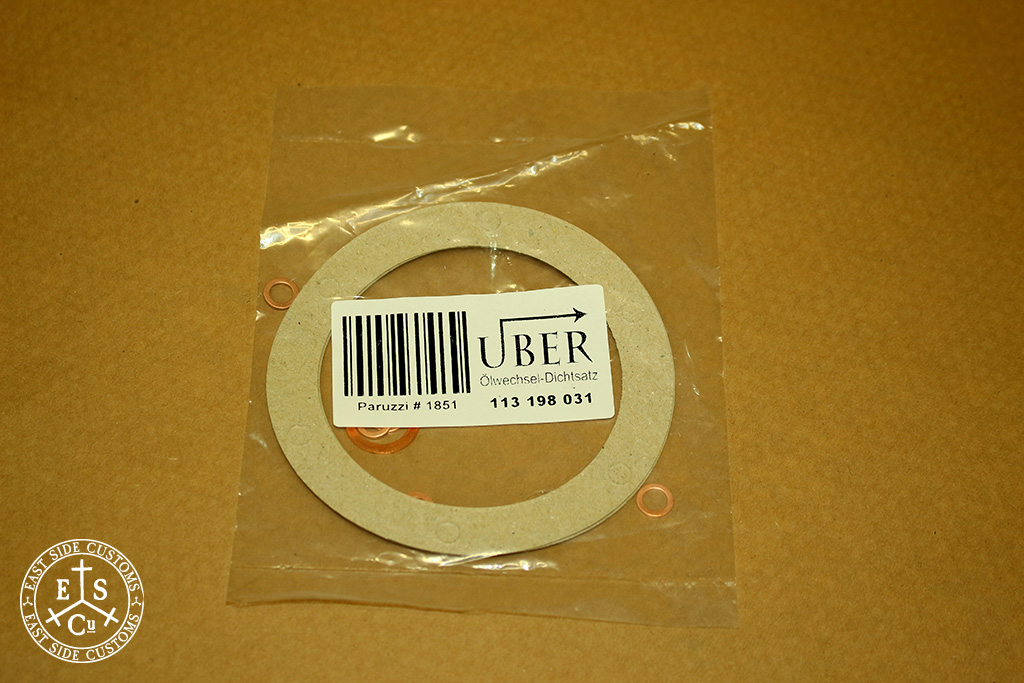 UBER
Ölwechsel-Dichtsatz
Paruzzi # 1851
113 198 031
EAST SIDE CUSTOMS
E S
Cu
EAST SIDE CUSTOMS